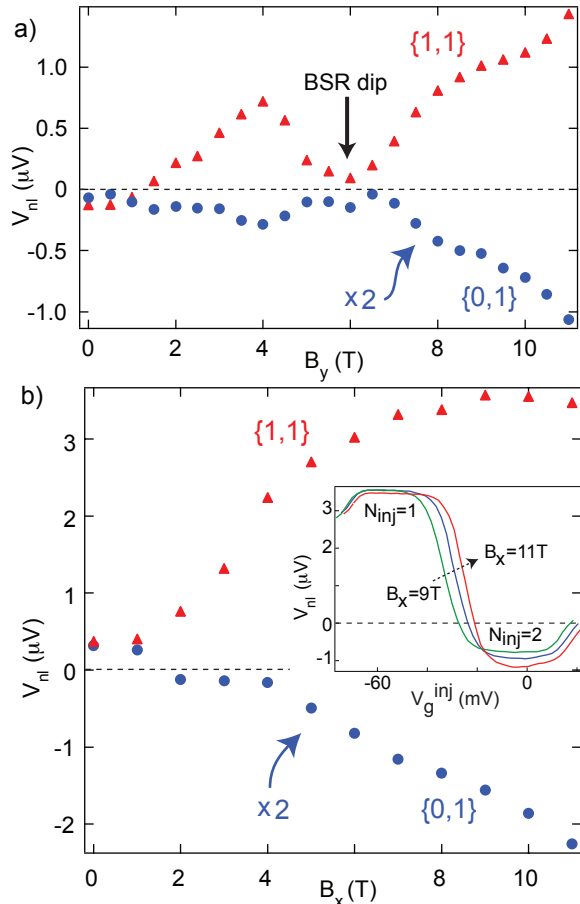 a)
{1,1}
1.0
BSR dip
0.5
V_nl (µV)
0
-0.5
x2
{0,1}
-1.0
0 2 4 6 8 10
B_y (T)
b)
{1,1}
3
2
N_inj=1
B_x=11T
B_x=9T
V_nl (µV)
3
2
1
0
-1
N_inj=2
-60 0
V_g^inj (mV)
1
V_nl (µV)
0
-1
x2
{0,1}
-2
0 2 4 6 8 10
B_x (T)